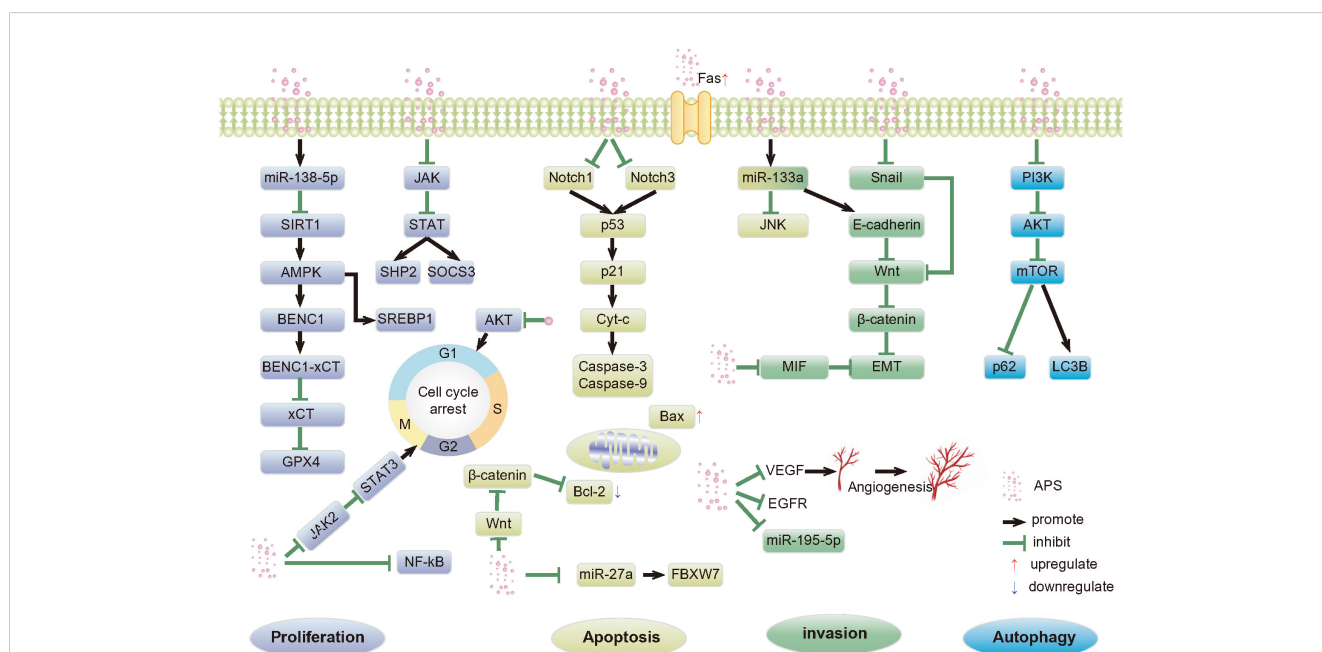 Fas↑
miR-138-5p
SIRT1
AMPK
BENC1
SREBP1
BENC1-xCT
xCT
GPX4
JAK
STAT
SHP2
SOCS3
AKT
G1
S
G2
M
Cell cycle
arrest
STAT3
JAK2
NF-kB
Notch1
Notch3
p53
p21
Cyt-c
Caspase-3
Caspase-9
Bax ↑
β-catenin
Bcl-2 ↓
Wnt
miR-27a
FBXW7
miR-133a
JNK
Snail
E-cadherin
Wnt
β-catenin
MIF
EMT
VEGF
Angiogenesis
EGFR
miR-195-5p
PI3K
AKT
mTOR
p62
LC3B
APS
promote
inhibit
↑ upregulate
↓ downregulate
Proliferation
Apoptosis
invasion
Autophagy